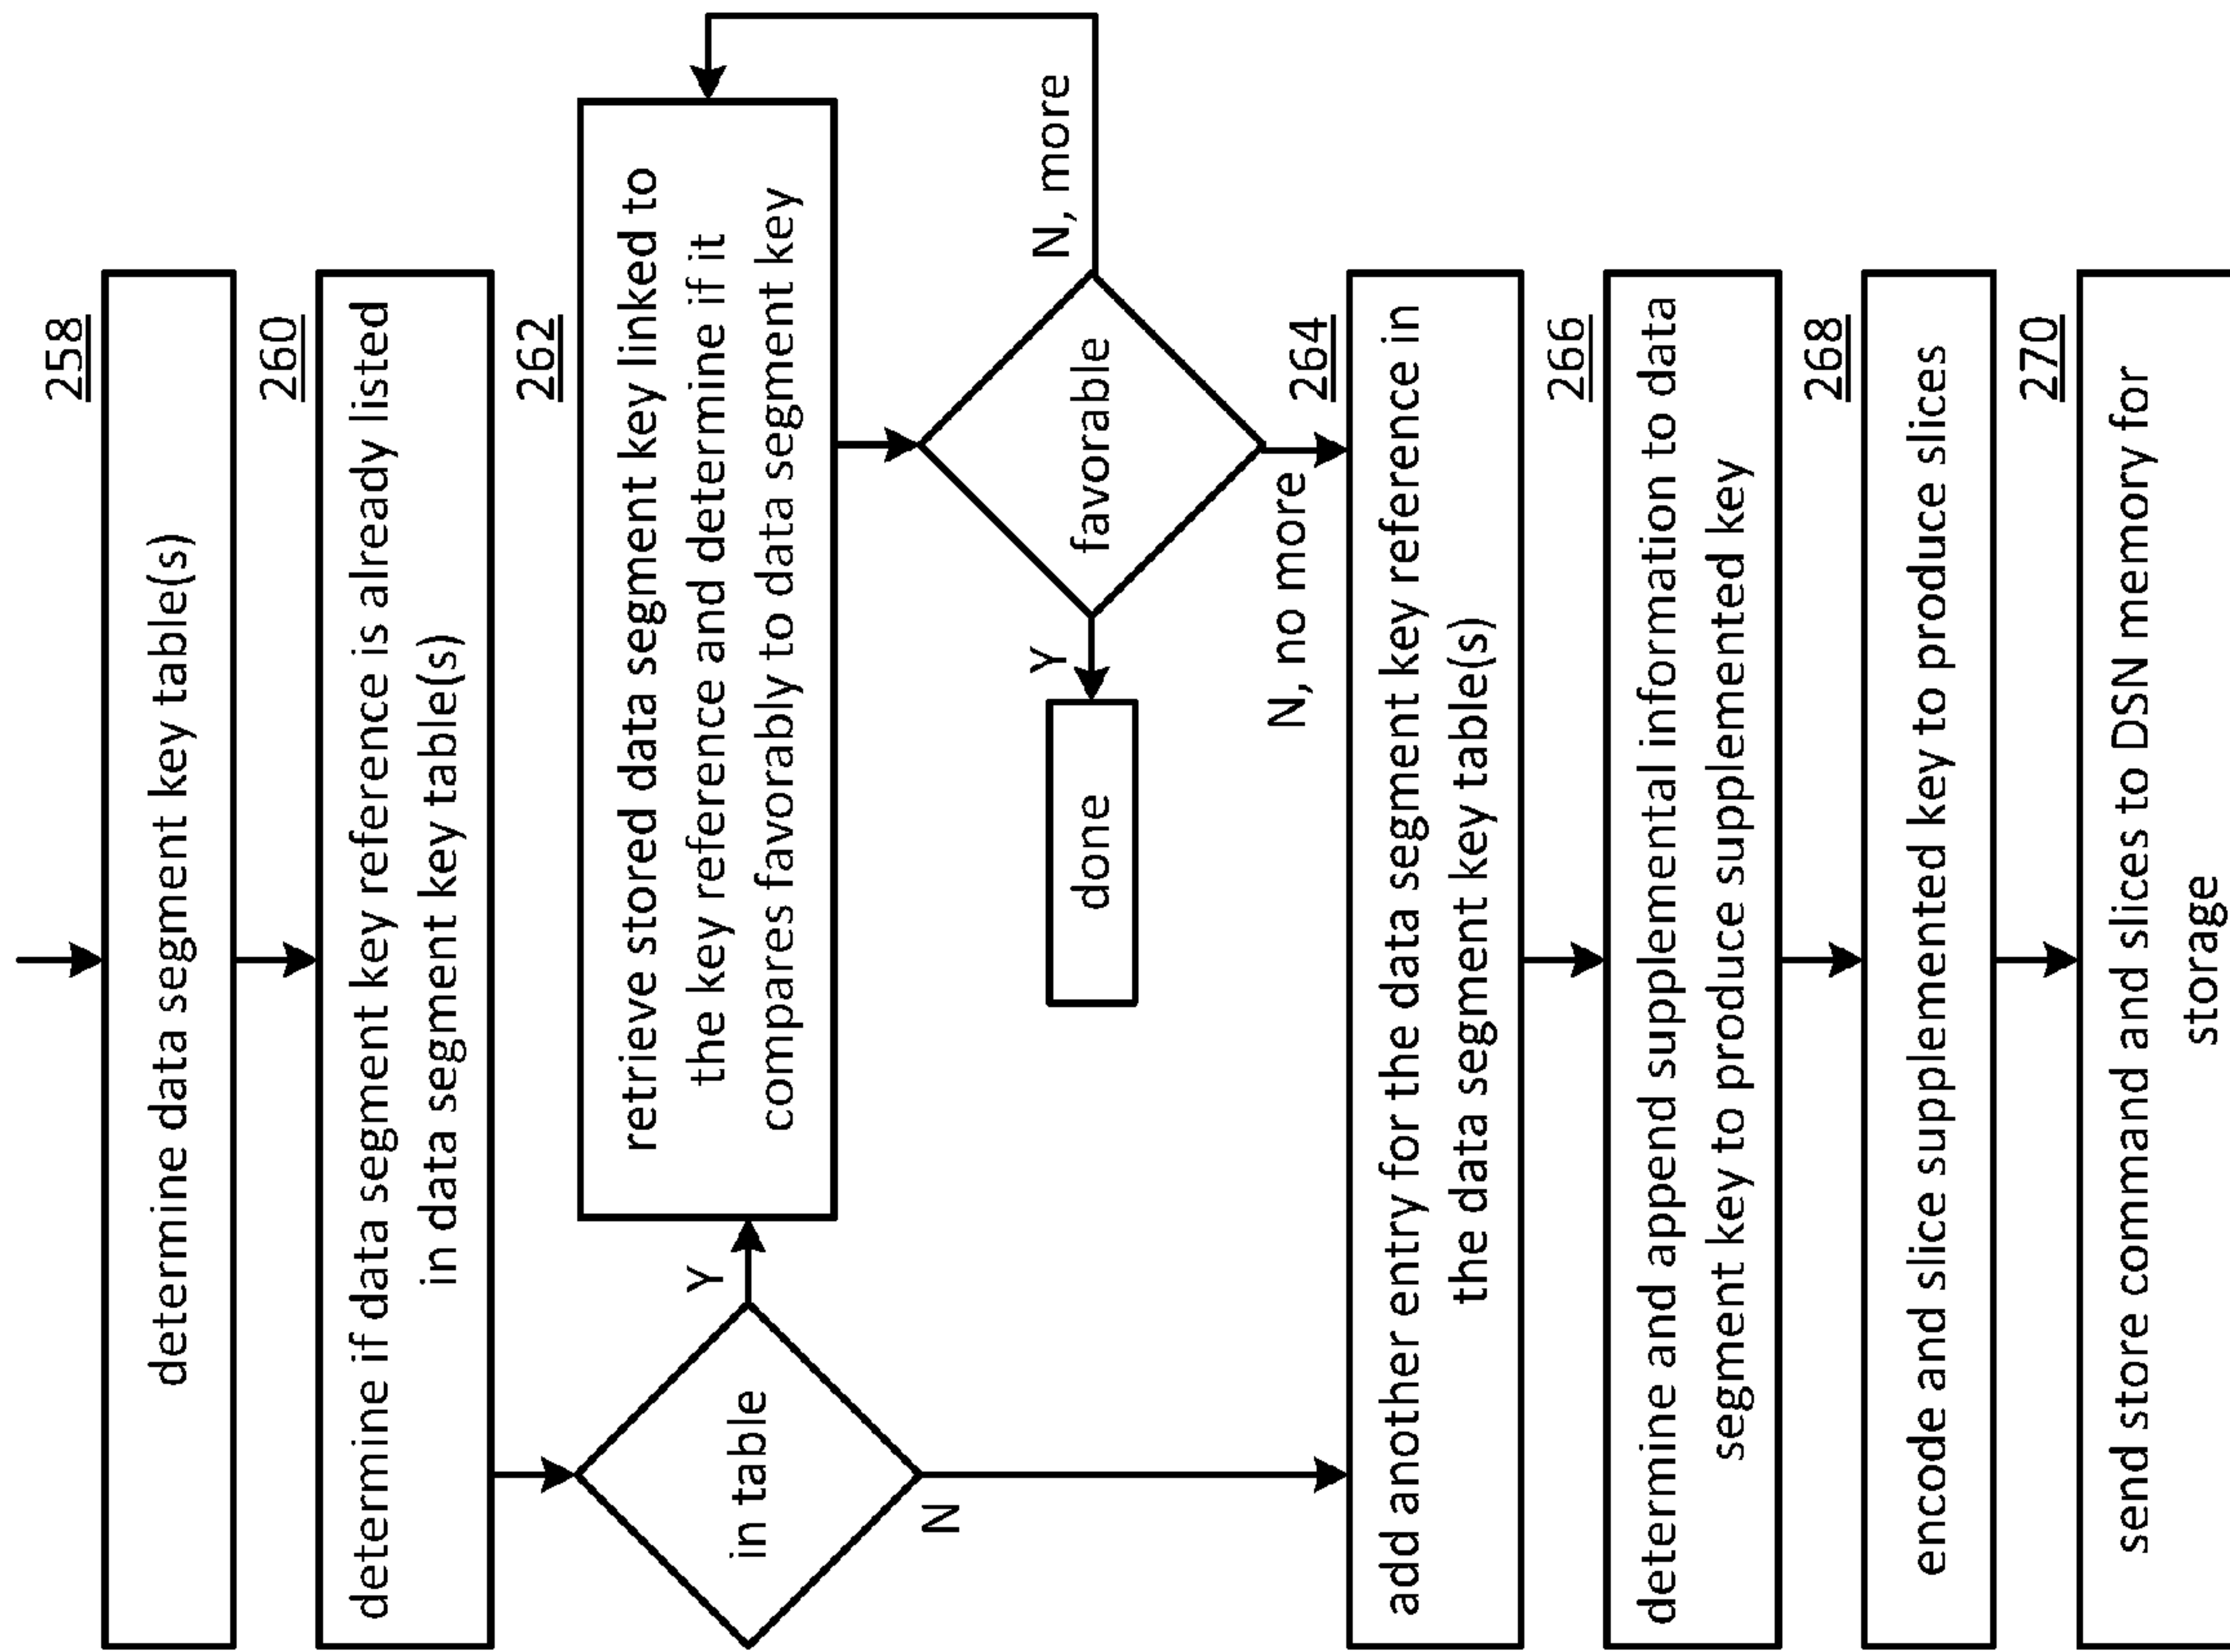 258
determine data segment key table(s)
260
determine if data segment key reference is already listed
in data segment key table(s)
in table
Y
N
262
retrieve stored data segment key linked to
the key reference and determine if it
compares favorably to data segment key
favorable
N, more
Y
done
N, no more
264
add another entry for the data segment key reference in
the data segment key table(s)
266
determine and append supplemental information to data
segment key to produce supplemented key
268
encode and slice supplemented key to produce slices
270
send store command and slices to DSN memory for
storage